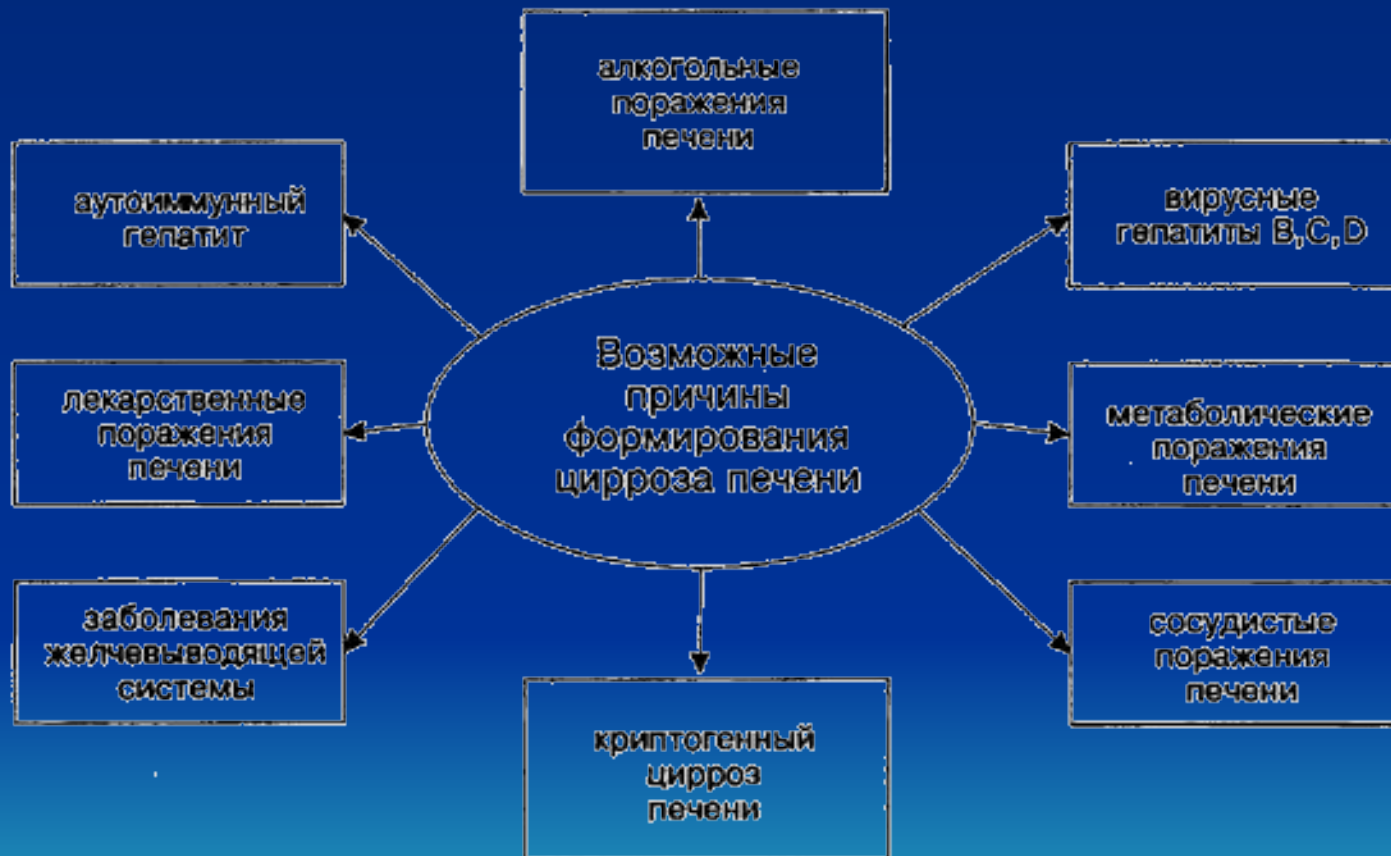 алкогольные
поражения
печени
аутоиммунный
гепатит
вирусные
гепатиты B,C,D
Возможные
причины
формирования
цирроза печени
лекарственные
поражения
печени
метаболические
поражения
печени
заболевания
желчевыводящей
системы
сосудистые
поражения
печени
криптогенный
цирроз
печени